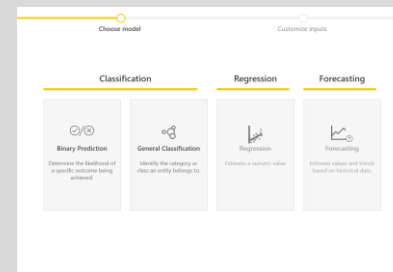 Choose model
Customize inputs
Classification
Regression
Forecasting
Binary Prediction
Determine the likelihood of
a specific outcome being
achieved.
General Classification
Identify the category or
class an entity belongs to.
Regression
Estimate a numeric value
Forecasting
Estimate values and trends
based on historical data.